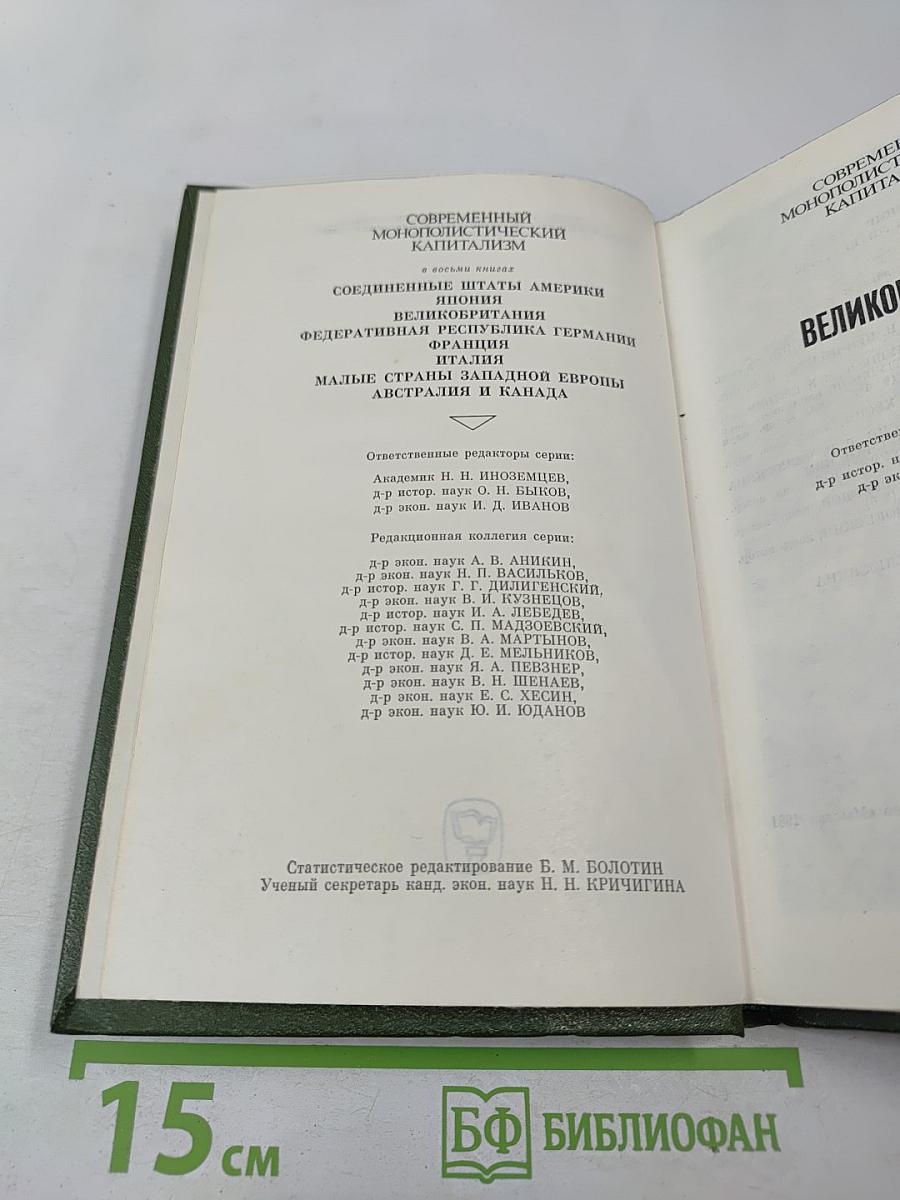 СОВРЕМЕННЫЙ
МОНОПОЛИСТИЧЕСКИЙ
КАПИТАЛИЗМ
в восьми книгах
СОЕДИНЕННЫЕ ШТАТЫ АМЕРИКИ
ЯПОНИЯ
ВЕЛИКОБРИТАНИЯ
ФЕДЕРАТИВНАЯ РЕСПУБЛИКА ГЕРМАНИИ
ФРАНЦИЯ
ИТАЛИЯ
МАЛЫЕ СТРАНЫ ЗАПАДНОЙ ЕВРОПЫ
АВСТРАЛИЯ И КАНАДА
Ответственные редакторы серии:
Академик Н. Н. ИНОЗЕМЦЕВ,
д-р истор. наук О. Н. БЫКОВ,
д-р экон. наук И. Д. ИВАНОВ
Редакционная коллегия серии:
д-р экон. наук А. В. АНИКИН,
д-р экон. наук Н. П. ВАСИЛЬКОВ,
д-р истор. наук Г. Г. ДИЛИГЕНСКИЙ,
д-р экон. наук В. И. КУЗНЕЦОВ,
д-р истор. наук И. А. ЛЕБЕДЕВ,
д-р истор. наук С. П. МАДЗОЕВСКИЙ,
д-р экон. наук В. А. МАРТЫНОВ,
д-р истор. наук Д. Е. МЕЛЬНИКОВ,
д-р экон. наук Я. А. ПЕВЗНЕР,
д-р экон. наук В. Н. ШЕНАЕВ,
д-р экон. наук Е. С. ХЕСИН,
д-р экон. наук Ю. И. ЮДАНОВ
Статистическое редактирование Б. М. БОЛОТИН
Ученый секретарь канд. экон. наук Н. Н. КРИЧИГИНА
СОВРЕМЕН
МОНОПОЛИСТ
КАПИТА
ВЕЛИКО
Ответстве
д-р истор. н
д-р эк
15 см
БФ БИБЛИОФАН